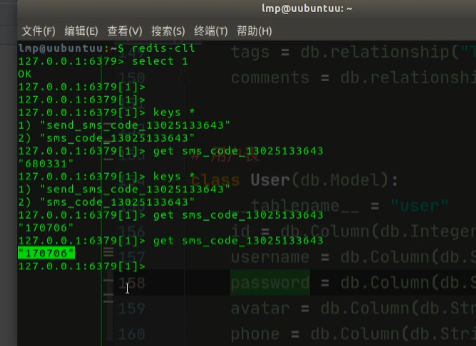 lmp@uubuntuu: ~
文件(F) 编辑(E) 查看(V) 搜索(S) 终端(T) 帮助(H)
lmp@uubuntuu:~$ redis-cli
127.0.0.1:6379> select 1
OK
127.0.0.1:6379[1]>
127.0.0.1:6379[1]>
127.0.0.1:6379[1]> keys *
1) "send_sms_code_13025133643"
2) "sms_code_13025133643"
127.0.0.1:6379[1]> get sms_code_13025133643
"680331"
127.0.0.1:6379[1]> keys *
1) "send_sms_code_13025133643"
2) "sms_code_13025133643"
127.0.0.1:6379[1]> get sms_code_13025133643
"170706"
127.0.0.1:6379[1]> get sms_code_13025133643
"170706"
127.0.0.1:6379[1]>
tags = db.relationship("T
150 comments = db.relationship
class User(db.Model):
tablename__ = "user"
156 id = db.Column(db.Integer
username = db.Column(db.S
158 password = db.Column(db.S
159 avatar = db.Column(db.Str
160 phone = db.Column(db.Stri